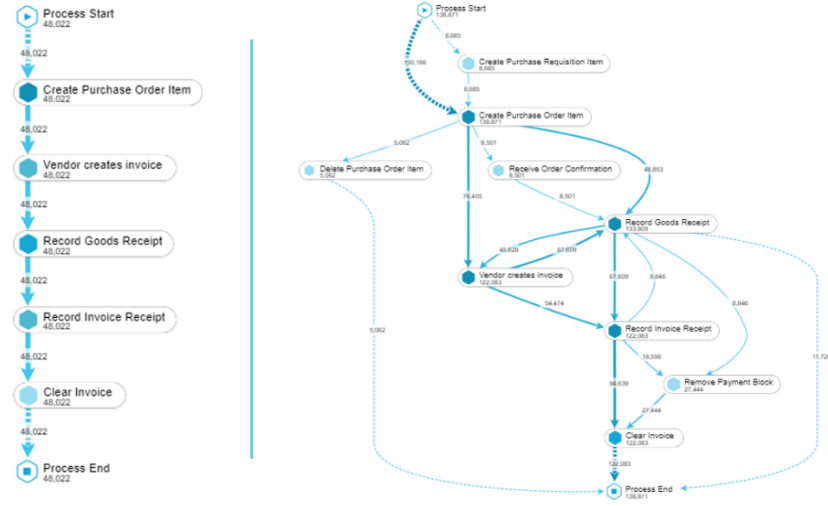 Process Start
48,022
48,022
Create Purchase Order Item
48,022
48,022
Vendor creates invoice
48,022
48,022
Record Goods Receipt
48,022
48,022
Record Invoice Receipt
48,022
48,022
Clear Invoice
48,022
48,022
Process End
48,022
Process Start
138,871
8,685
130,186
Create Purchase Requisition Item
8,685
8,685
Create Purchase Order Item
138,871
5,062
8,501
48,853
Delete Purchase Order Item
5,062
Receive Order Confirmation
8,501
76,455
8,501
Record Goods Receipt
133,809
45,628
67,609
Vendor creates invoice
122,083
67,609
8,846
8,846
54,474
Record Invoice Receipt
122,083
5,062
18,598
94,639
Remove Payment Block
27,444
27,444
Clear Invoice
122,083
122,083
Process End
138,871